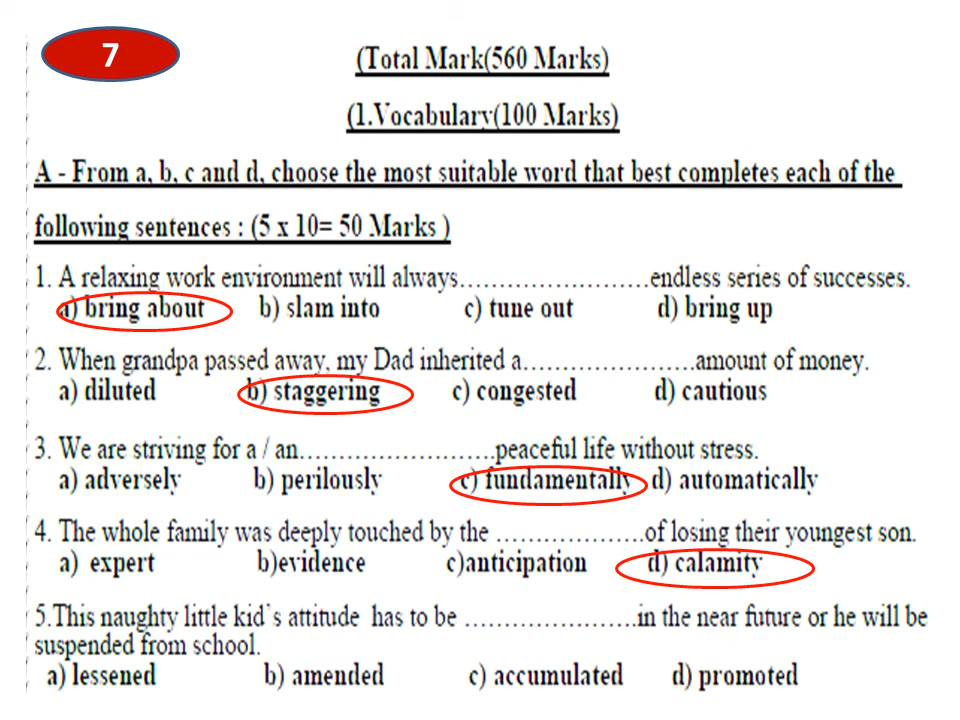 7
(Total Mark(560 Marks)
(1.Vocabulary(100 Marks)
A - From a, b, c and d, choose the most suitable word that best completes each of the
following sentences : (5 x 10= 50 Marks )
1. A relaxing work environment will always……………………endless series of successes.
a) bring about b) slam into c) tune out d) bring up
2. When grandpa passed away, my Dad inherited a………………….amount of money.
a) diluted b) staggering c) congested d) cautious
3. We are striving for a / an…………………….peaceful life without stress.
a) adversely b) perilously c) fundamentally d) automatically
4. The whole family was deeply touched by the ……………….of losing their youngest son.
a) expert b)evidence c)anticipation d) calamity
5.This naughty little kid`s attitude has to be ………………….in the near future or he will be
suspended from school.
a) lessened b) amended c) accumulated d) promoted